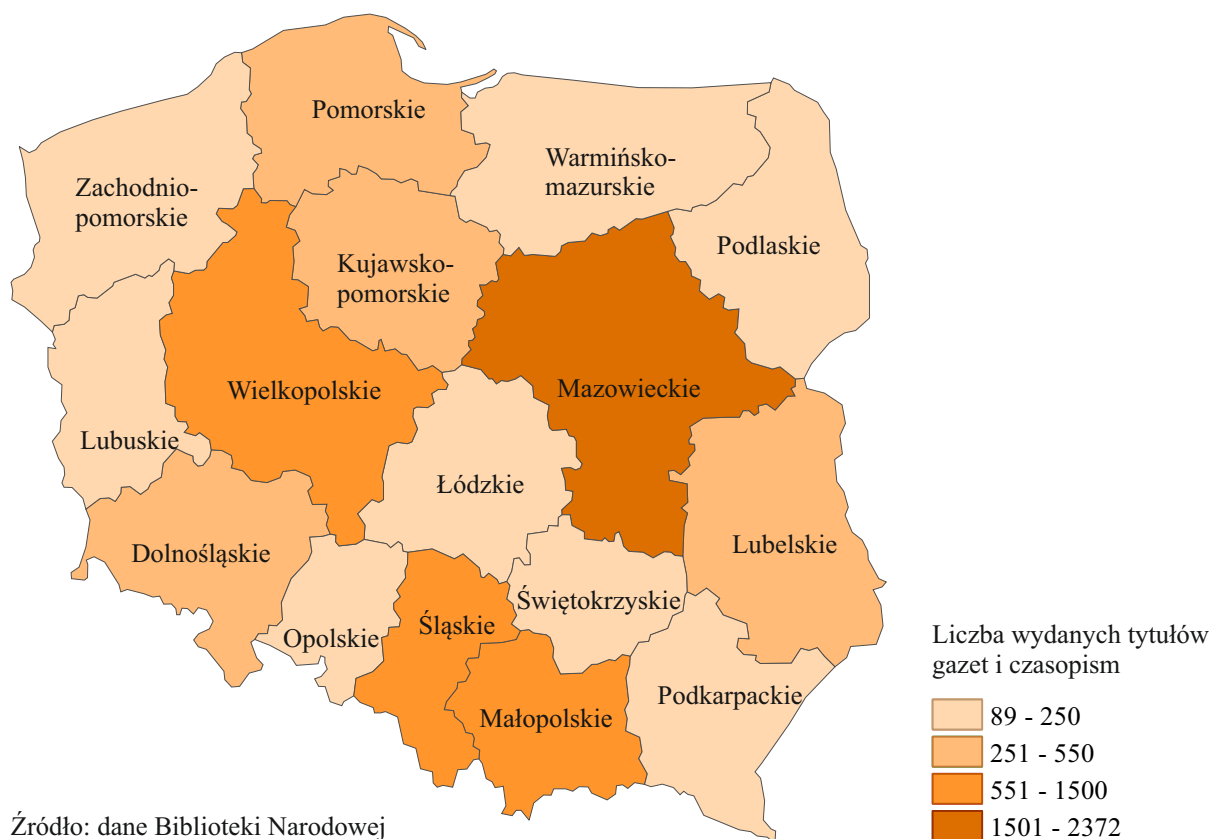 Pomorskie
Warmińsko-
mazurskie
Zachodnio-
pomorskie
Podlaskie
Kujawsko-
pomorskie
Wielkopolskie
Mazowieckie
Lubuskie
Łódzkie
Dolnośląskie
Lubelskie
Świętokrzyskie
Opolskie
Śląskie
Podkarpackie
Małopolskie
Liczba wydanych tytułów
gazet i czasopism
89 - 250
251 - 550
551 - 1500
1501 - 2372
Źródło: dane Biblioteki Narodowej